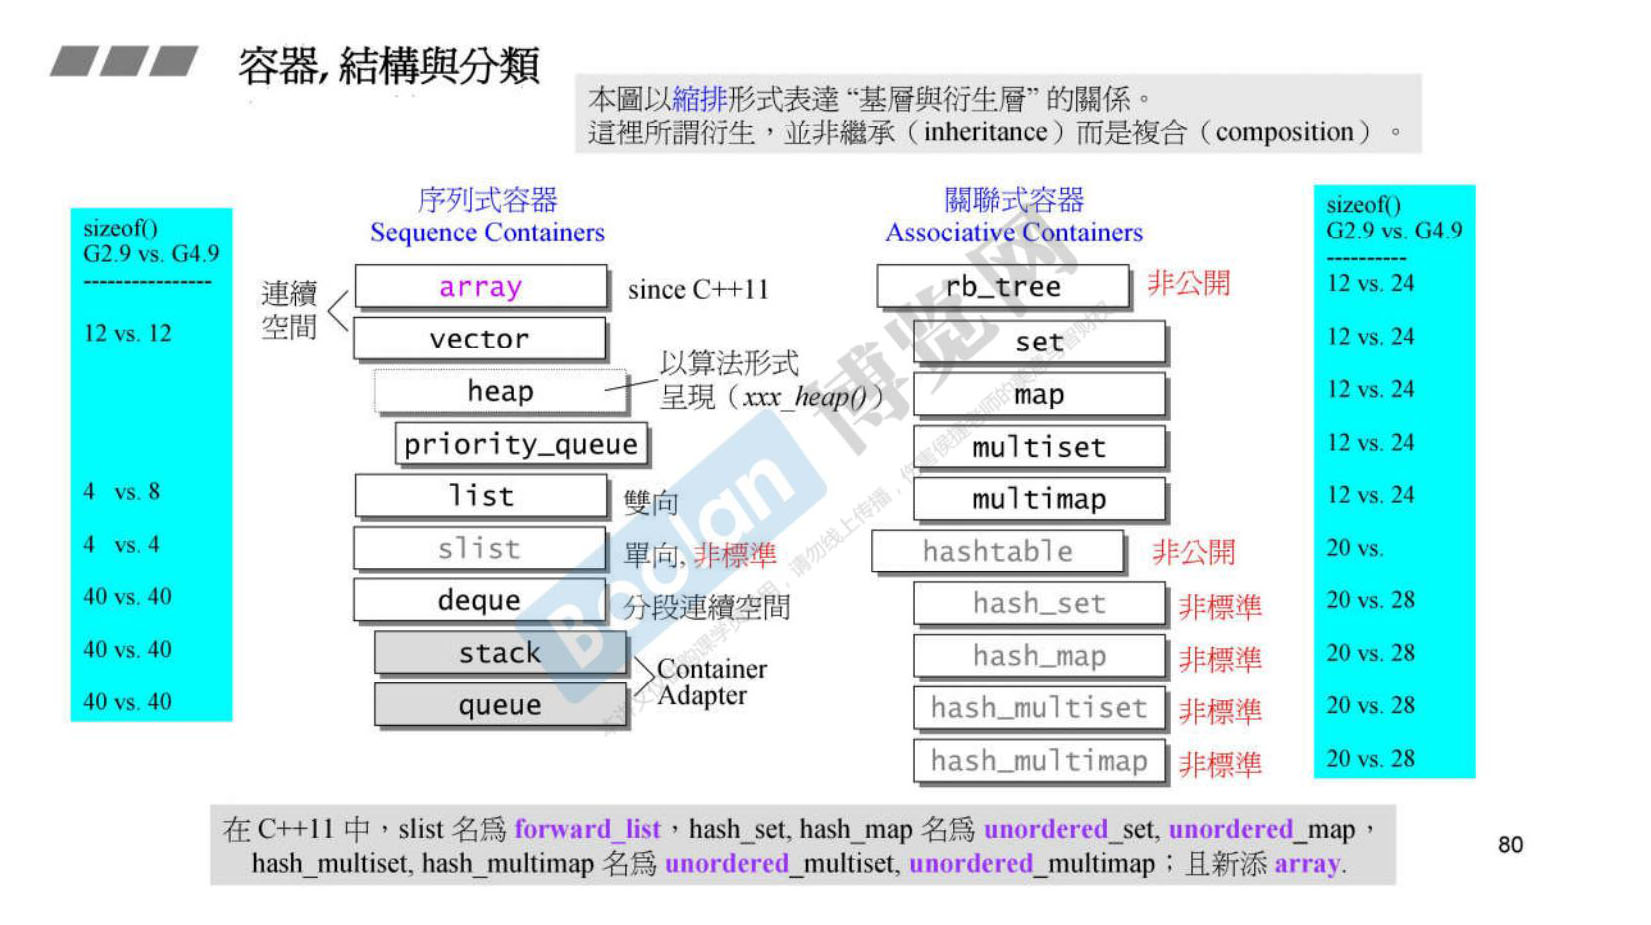 容器, 結構與分類
本圖以縮排形式表達 “基層與衍生層” 的關係。
這裡所謂衍生，並非繼承（inheritance）而是複合（composition）。
sizeof()
G2.9 vs. G4.9
----------------
12 vs. 12
4 vs. 8
4 vs. 4
40 vs. 40
40 vs. 40
40 vs. 40
序列式容器
Sequence Containers
連續
空間
array
since C++11
vector
heap
以算法形式
呈現（xxx_heap()）
priority_queue
list
雙向
slist
單向, 非標準
deque
分段連續空間
stack
queue
Container
Adapter
關聯式容器
Associative Containers
rb_tree
非公開
set
map
multiset
multimap
hashtable
非公開
hash_set
非標準
hash_map
非標準
hash_multiset
非標準
hash_multimap
非標準
sizeof()
G2.9 vs. G4.9
----------
12 vs. 24
12 vs. 24
12 vs. 24
12 vs. 24
12 vs. 24
20 vs.
20 vs. 28
20 vs. 28
20 vs. 28
20 vs. 28
Boolan
博览网
在 C++11 中，slist 名爲 forward_list，hash_set, hash_map 名爲 unordered_set, unordered_map，
hash_multiset, hash_multimap 名爲 unordered_multiset, unordered_multimap；且新添 array.
80